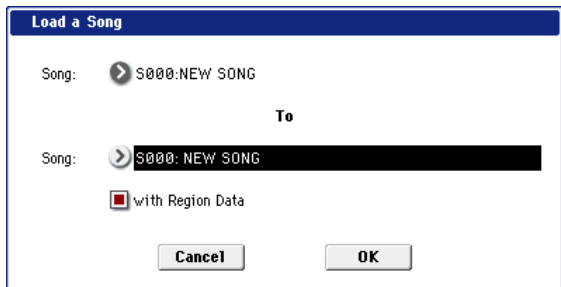 Load a Song
Song: S000:NEW SONG
To
Song: S000: NEW SONG
with Region Data
Cancel OK